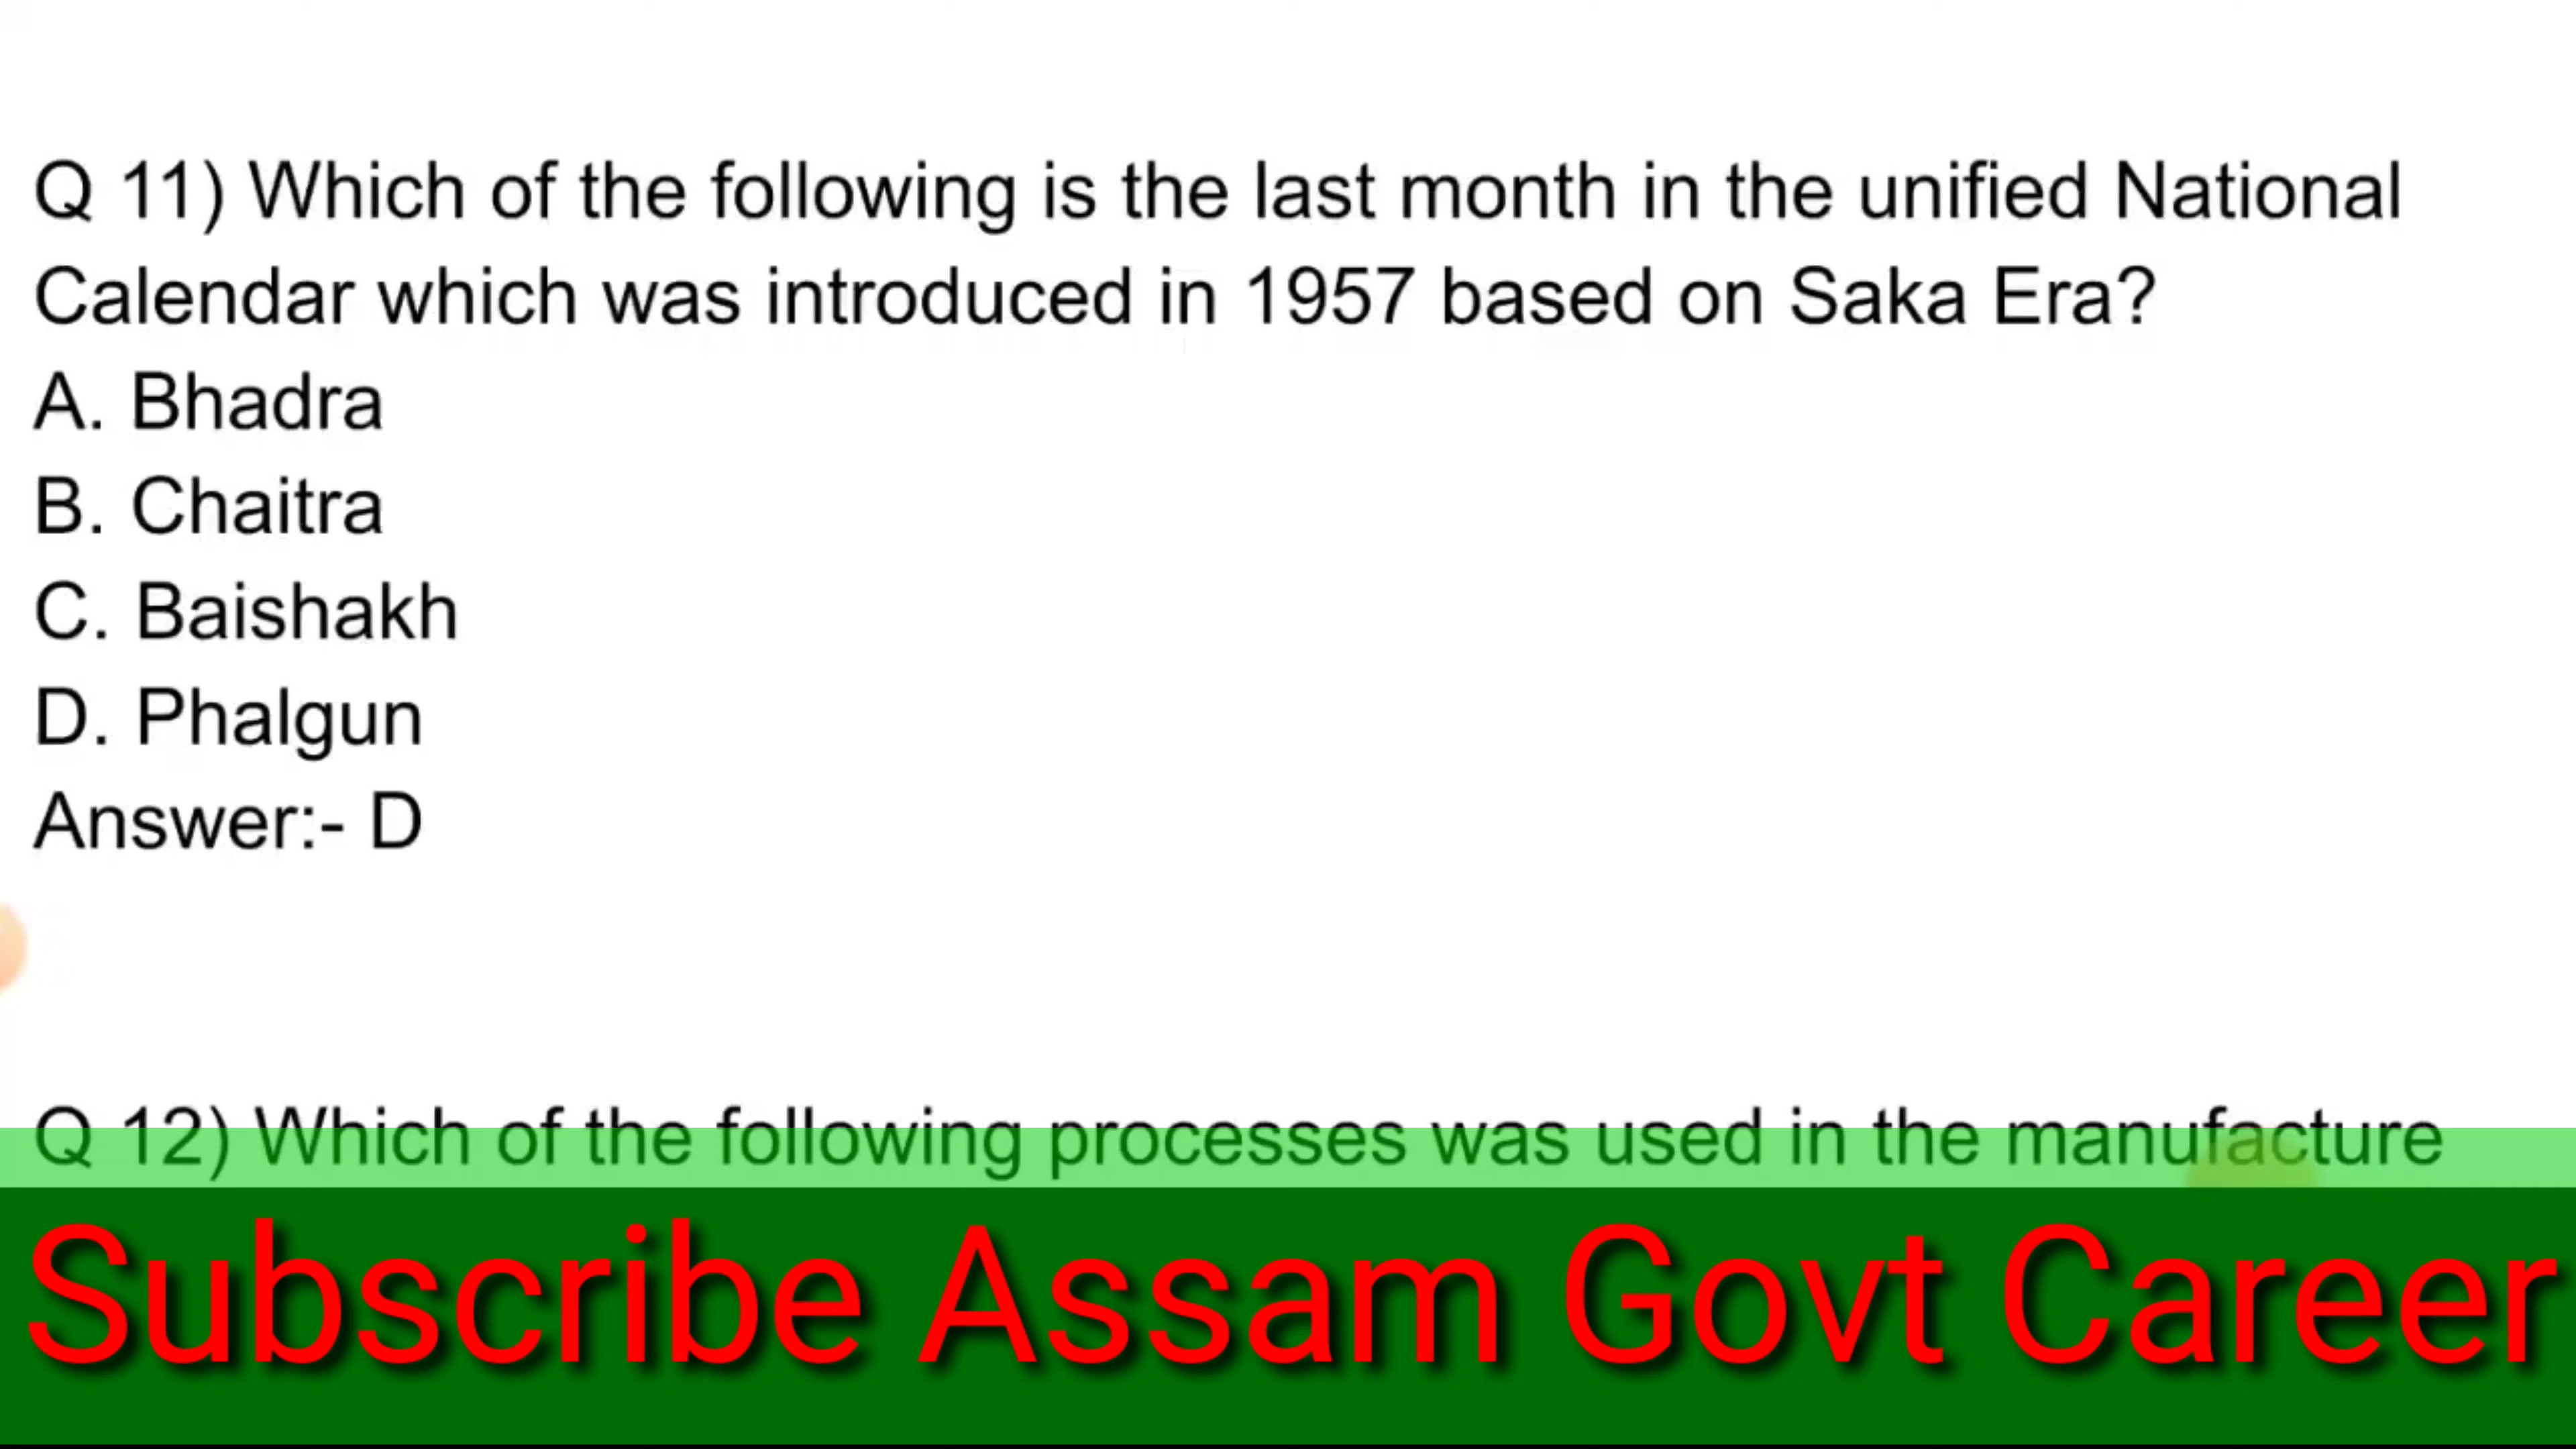 Q 11) Which of the following is the last month in the unified National
Calendar which was introduced in 1957 based on Saka Era?
A. Bhadra
B. Chaitra
C. Baishakh
D. Phalgun
Answer:- D
Q 12) Which of the following processes was used in the manufacture
Subscribe Assam Govt Career